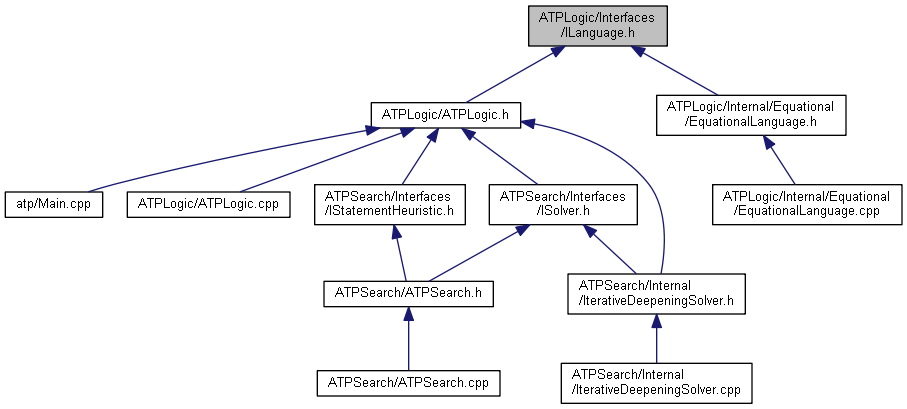 ATPLogic/Interfaces
/ILanguage.h
ATPLogic/ATPLogic.h
ATPLogic/Internal/Equational
/EquationalLanguage.h
atp/Main.cpp
ATPLogic/ATPLogic.cpp
ATPSearch/Interfaces
/IStatementHeuristic.h
ATPSearch/Interfaces
/ISolver.h
ATPLogic/Internal/Equational
/EquationalLanguage.cpp
ATPSearch/ATPSearch.h
ATPSearch/Internal
/IterativeDeepeningSolver.h
ATPSearch/ATPSearch.cpp
ATPSearch/Internal
/IterativeDeepeningSolver.cpp